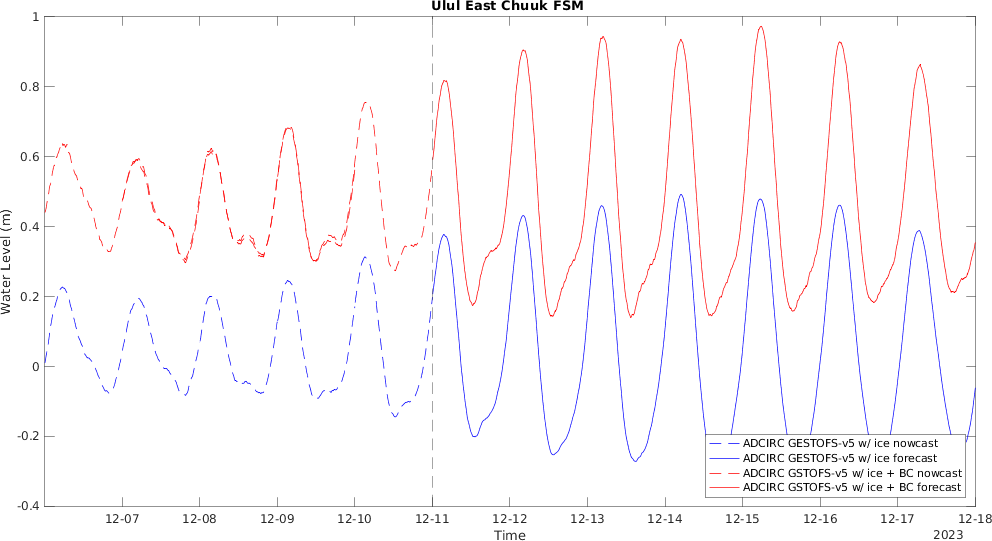 Ulul East Chuuk FSM
1
0.8
0.6
0.4
0.2
0
-0.2
-0.4
Water Level (m)
ADCIRC GESTOFS-v5 w/ ice nowcast
ADCIRC GESTOFS-v5 w/ ice forecast
ADCIRC GSTOFS-v5 w/ ice + BC nowcast
ADCIRC GSTOFS-v5 w/ ice + BC forecast
12-07 12-08 12-09 12-10 12-11 12-12 12-13 12-14 12-15 12-16 12-17 12-18
Time
2023